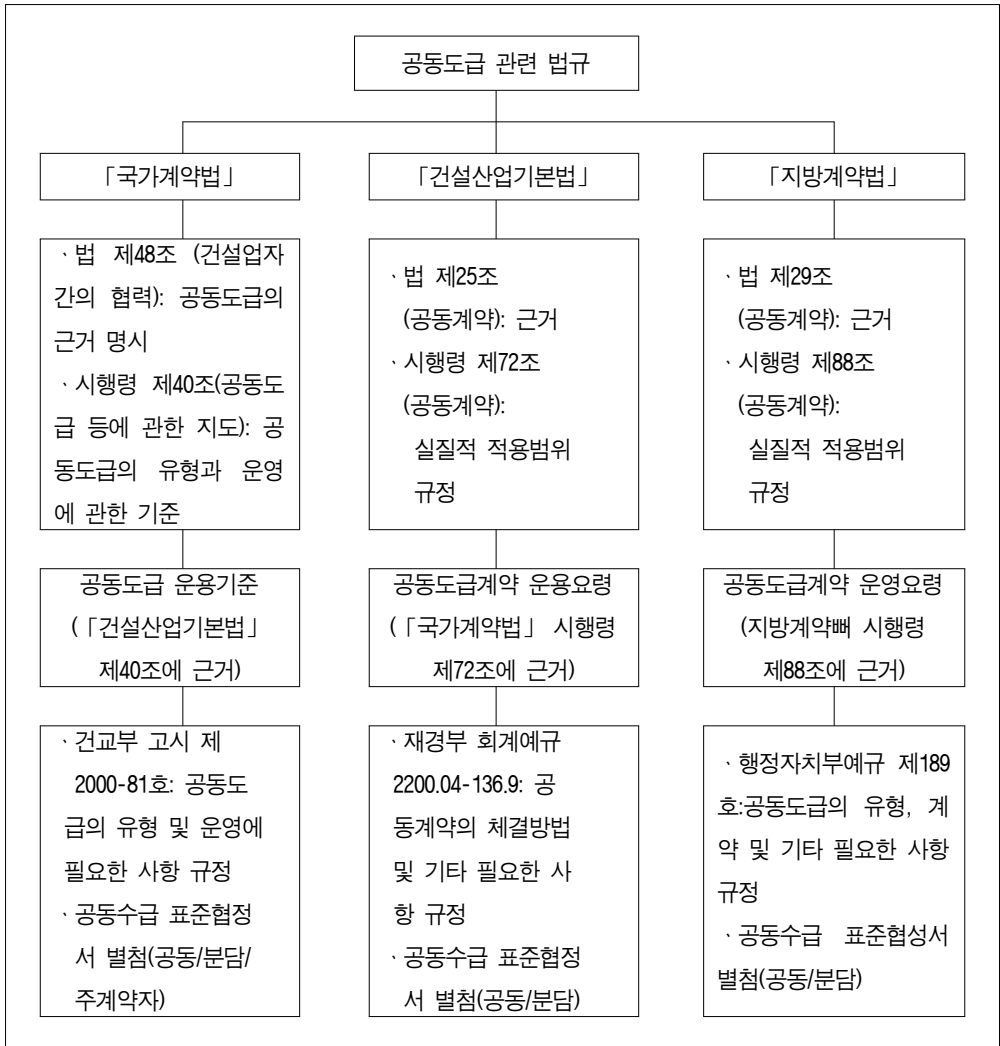 공동도급 관련 법규
「국가계약법」
「건설산업기본법」
「지방계약법」
ㆍ법 제48조 (건설업자
간의 협력): 공동도급의
근거 명시
ㆍ시행령 제40조(공동도
급 등에 관한 지도): 공
동도급의 유형과 운영
에 관한 기준
ㆍ법 제25조
(공동계약): 근거
ㆍ시행령 제72조
(공동계약):
실질적 적용범위
규정
ㆍ법 제29조
(공동계약): 근거
ㆍ시행령 제88조
(공동계약):
실질적 적용범위
규정
공동도급 운용기준
(「건설산업기본법」
제40조에 근거)
공동도급계약 운용요령
(「국가계약법」 시행령
제72조에 근거)
공동도급계약 운영요령
(지방계약뻐 시행령
제88조에 근거)
ㆍ건교부 고시 제
2000-81호: 공동도
급의 유형 및 운영에
필요한 사항 규정
ㆍ공동수급 표준협정
서 별첨(공동/분담/
주계약자)
ㆍ재경부 회계예규
2200.04-136.9: 공
동계약의 체결방법
및 기타 필요한 사
항 규정
ㆍ공동수급 표준협정
서 별첨(공동/분담)
ㆍ행정자치부예규 제189
호:공동도급의 유형, 계
약 및 기타 필요한 사항
규정
ㆍ공동수급 표준협성서
별첨(공동/분담)